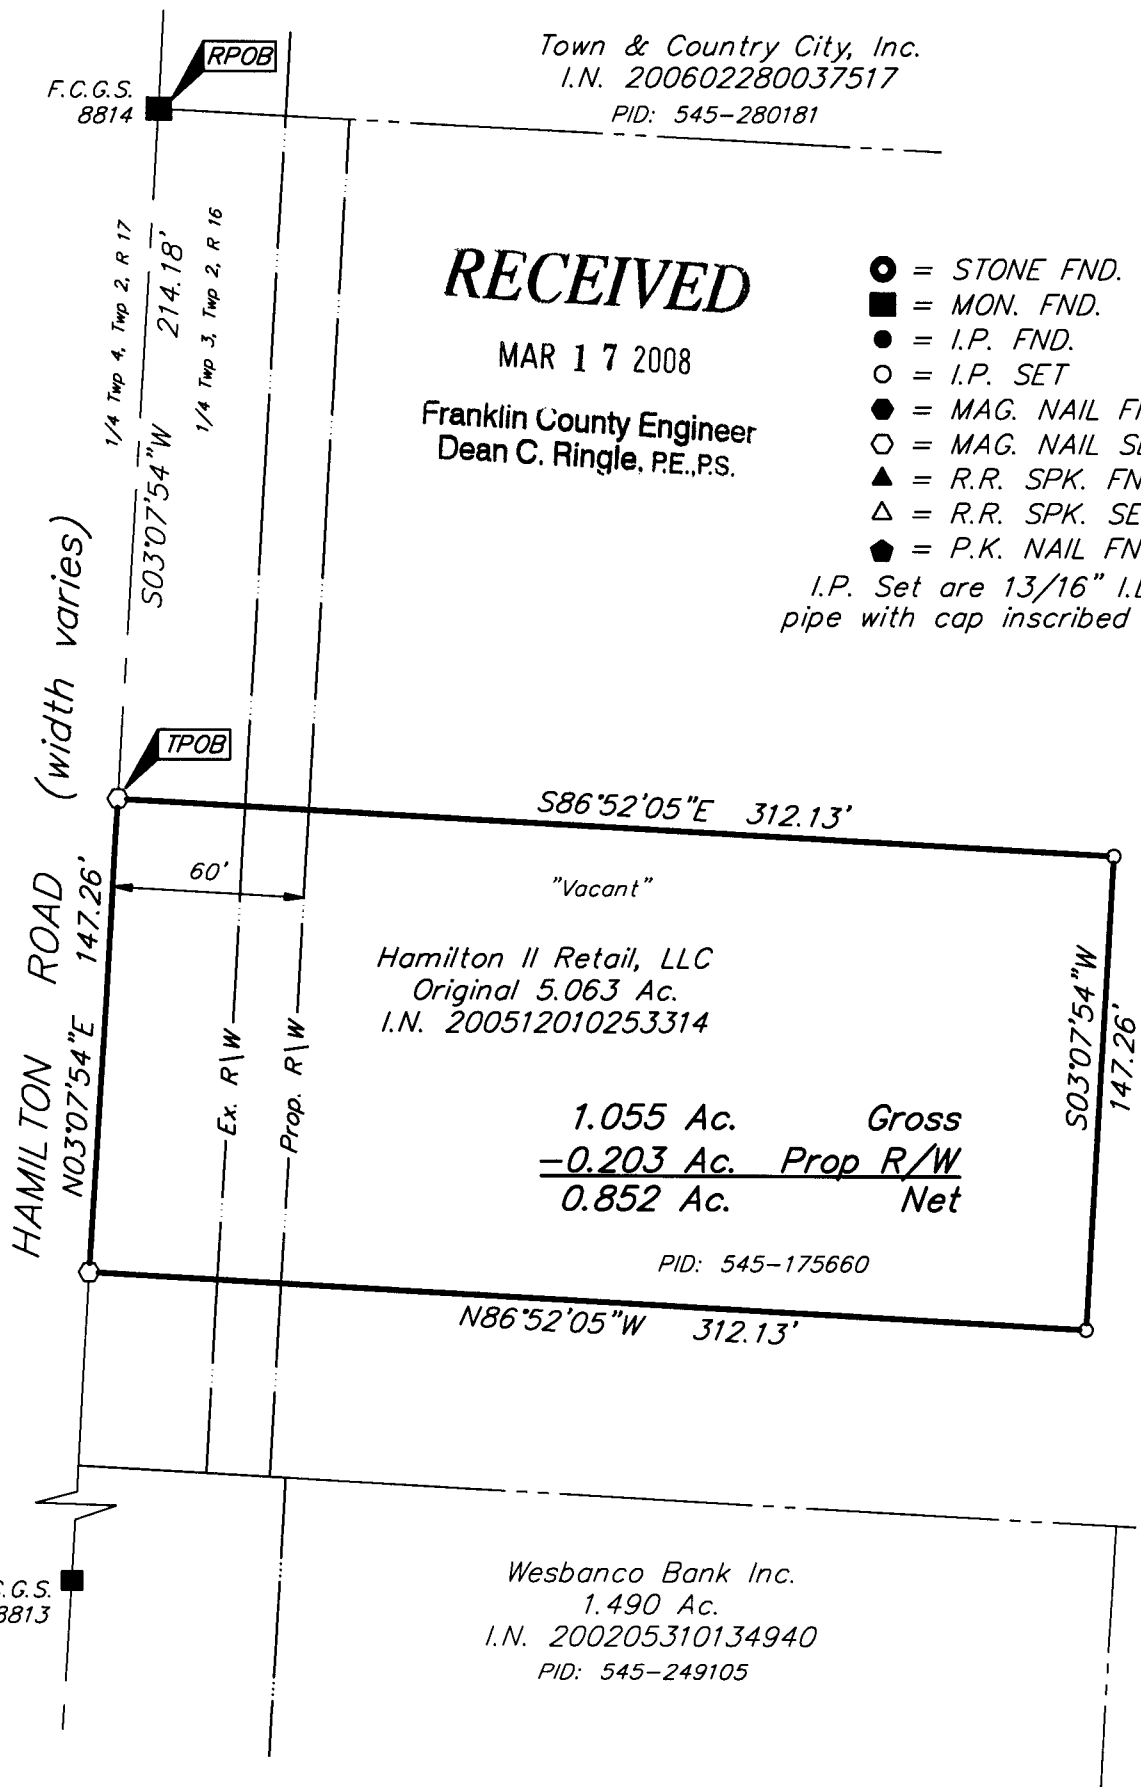 RPOB
F.C.G.S.
8814
Town & Country City, Inc.
I.N. 200602280037517
PID: 545-280181
1/4 Twp 4, Twp 2, R 17
S03°07'54"W 214.18'
1/4 Twp 3, Twp 2, R 16
RECEIVED
MAR 17 2008
Franklin County Engineer
Dean C. Ringle, P.E.,P.S.
= STONE FND.
= MON. FND.
= I.P. FND.
= I.P. SET
= MAG. NAIL
= MAG. NAIL
= R.R. SPK.
= R.R. SPK.
= P.K. NAIL
I.P. Set are 13/16"
pipe with cap inscribed
HAMILTON ROAD (width varies)
TPOB
S86°52'05"E 312.13'
N03°07'54"E 147.26'
60'
"Vacant"
Hamilton II Retail, LLC
Original 5.063 Ac.
I.N. 200512010253314
Ex. R\W
Prop. R\W
S03°07'54"W
147.26'
1.055 Ac. Gross
-0.203 Ac. Prop R/W
0.852 Ac. Net
PID: 545-175660
N86°52'05"W 312.13'
C.G.S.
8813
Wesbanco Bank Inc.
1.490 Ac.
I.N. 200205310134940
PID: 545-249105